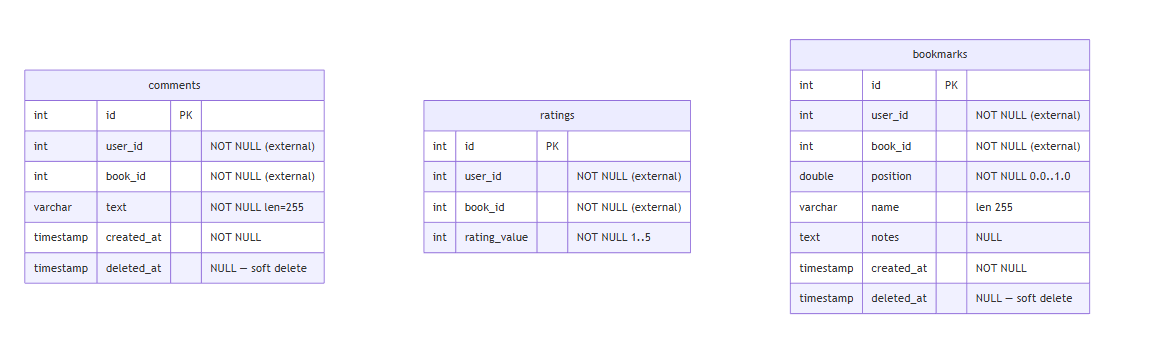 comments
int id PK
int user_id NOT NULL (external)
int book_id NOT NULL (external)
varchar text NOT NULL len=255
timestamp created_at NOT NULL
timestamp deleted_at NULL — soft delete
ratings
int id PK
int user_id NOT NULL (external)
int book_id NOT NULL (external)
int rating_value NOT NULL 1..5
bookmarks
int id PK
int user_id NOT NULL (external)
int book_id NOT NULL (external)
double position NOT NULL 0.0..1.0
varchar name len 255
text notes NULL
timestamp created_at NOT NULL
timestamp deleted_at NULL — soft delete